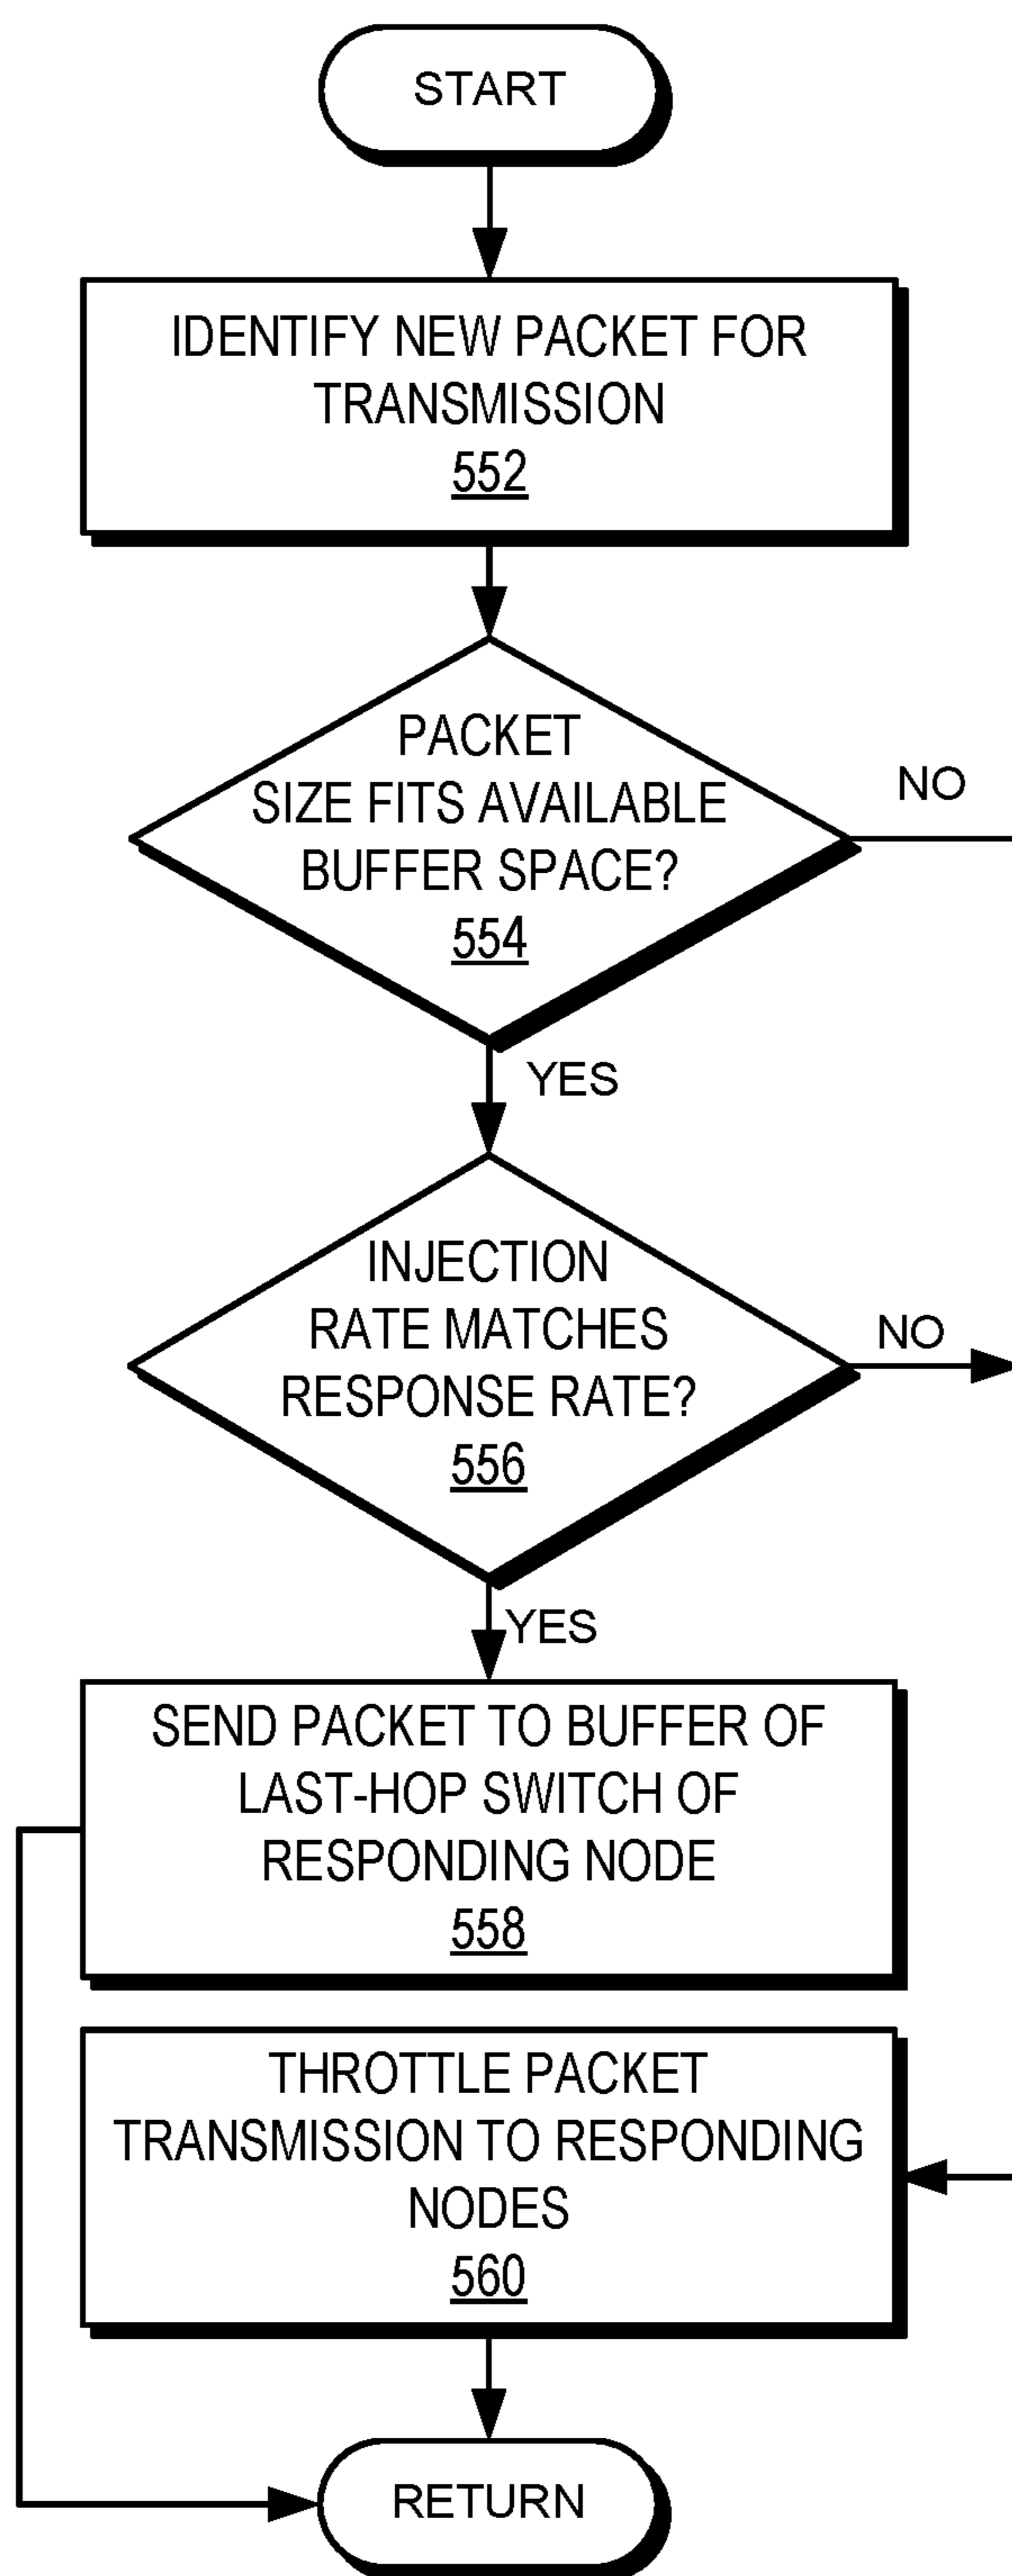 START
IDENTIFY NEW PACKET FOR
TRANSMISSION
552
PACKET
SIZE FITS AVAILABLE
BUFFER SPACE?
554
NO
YES
INJECTION
RATE MATCHES
RESPONSE RATE?
556
NO
YES
SEND PACKET TO BUFFER OF
LAST-HOP SWITCH OF
RESPONDING NODE
558
THROTTLE PACKET
TRANSMISSION TO RESPONDING
NODES
560
RETURN